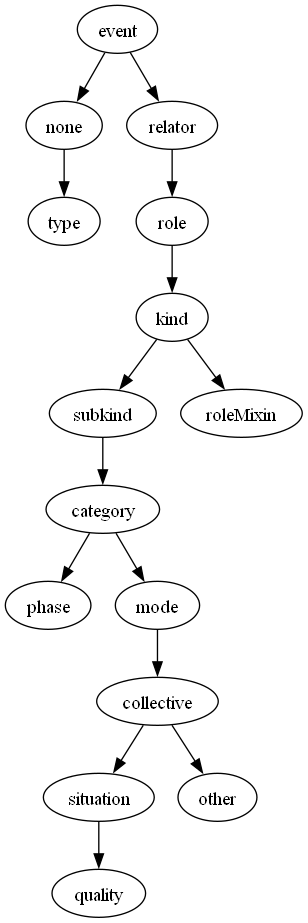 event
none
relator
type
role
kind
subkind
roleMixin
category
phase
mode
collective
situation
other
quality